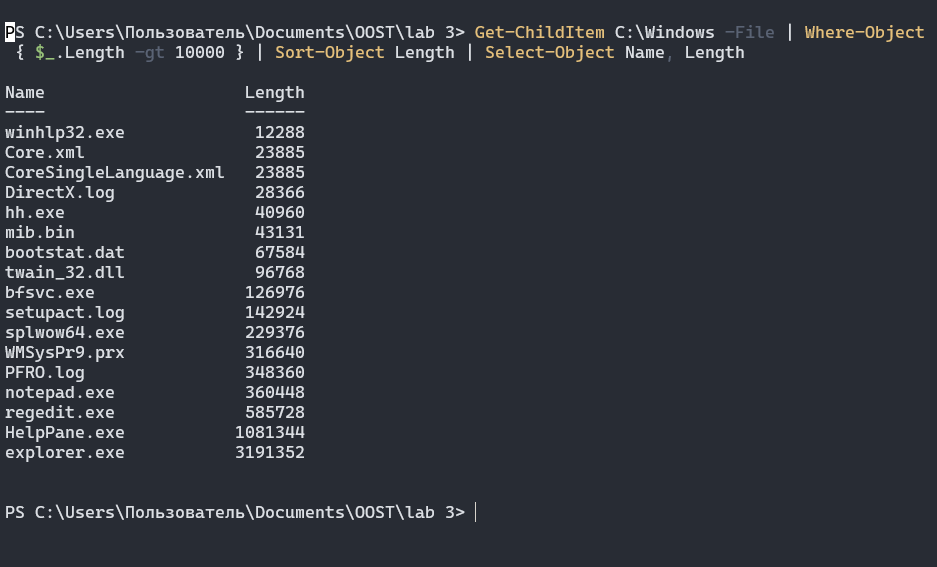 PS C:\Users\Пользователь\Documents\OOST\lab 3> Get-ChildItem C:\Windows -File | Where-Object
{ $_.Length -gt 10000 } | Sort-Object Length | Select-Object Name, Length
Name Length
---- ------
winhlp32.exe 12288
Core.xml 23885
CoreSingleLanguage.xml 23885
DirectX.log 28366
hh.exe 40960
mib.bin 43131
bootstat.dat 67584
twain_32.dll 96768
bfsvc.exe 126976
setupact.log 142924
splwow64.exe 229376
WMSysPr9.prx 316640
PFRO.log 348360
notepad.exe 360448
regedit.exe 585728
HelpPane.exe 1081344
explorer.exe 3191352
PS C:\Users\Пользователь\Documents\OOST\lab 3>